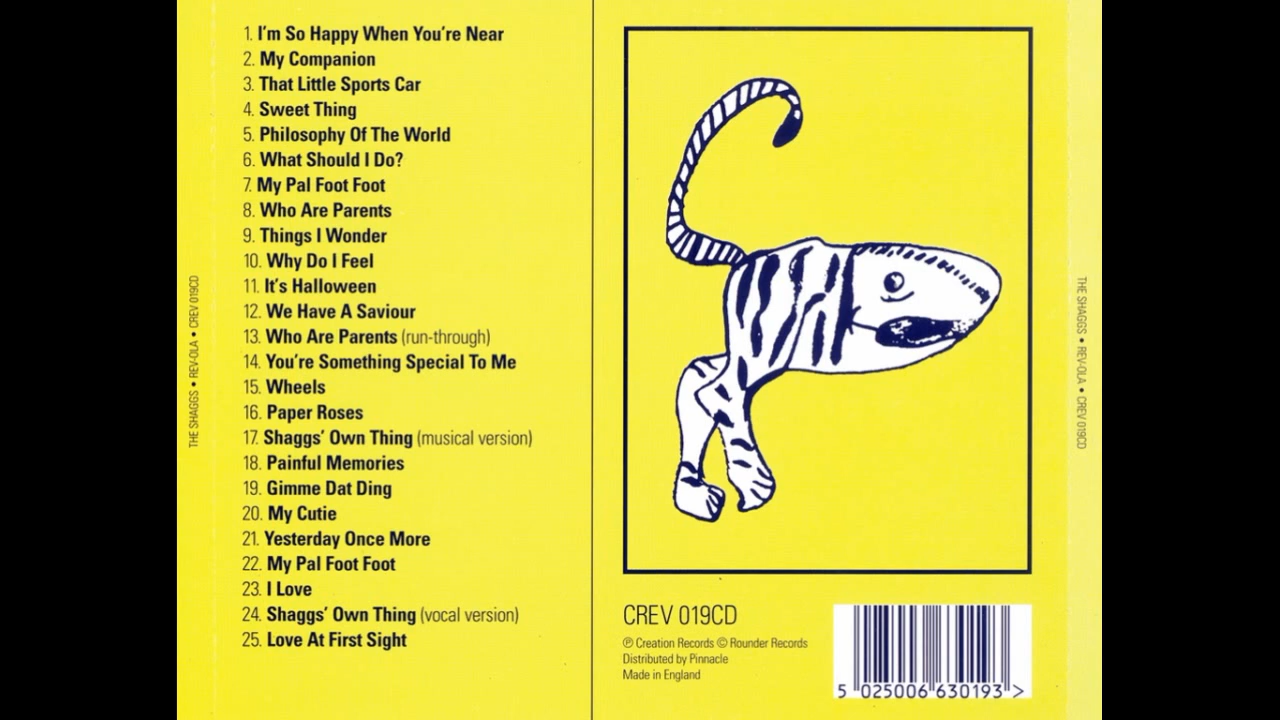 1. I'm So Happy When You're Near
2. My Companion
3. That Little Sports Car
4. Sweet Thing
5. Philosophy Of The World
6. What Should I Do?
7. My Pal Foot Foot
8. Who Are Parents
9. Things I Wonder
10. Why Do I Feel
11. It's Halloween
12. We Have A Saviour
13. Who Are Parents (run-through)
14. You're Something Special To Me
15. Wheels
16. Paper Roses
17. Shaggs' Own Thing (musical version)
18. Painful Memories
19. Gimme Dat Ding
20. My Cutie
21. Yesterday Once More
22. My Pal Foot Foot
23. I Love
24. Shaggs' Own Thing (vocal version)
25. Love At First Sight
THE SHAGGS • REV-OLA • CREV 019CD
THE SHAGGS • REV-OLA • CREV 019CD
CREV 019CD
℗ Creation Records © Rounder Records
Distributed by Pinnacle
Made in England
5 025006 630193 >